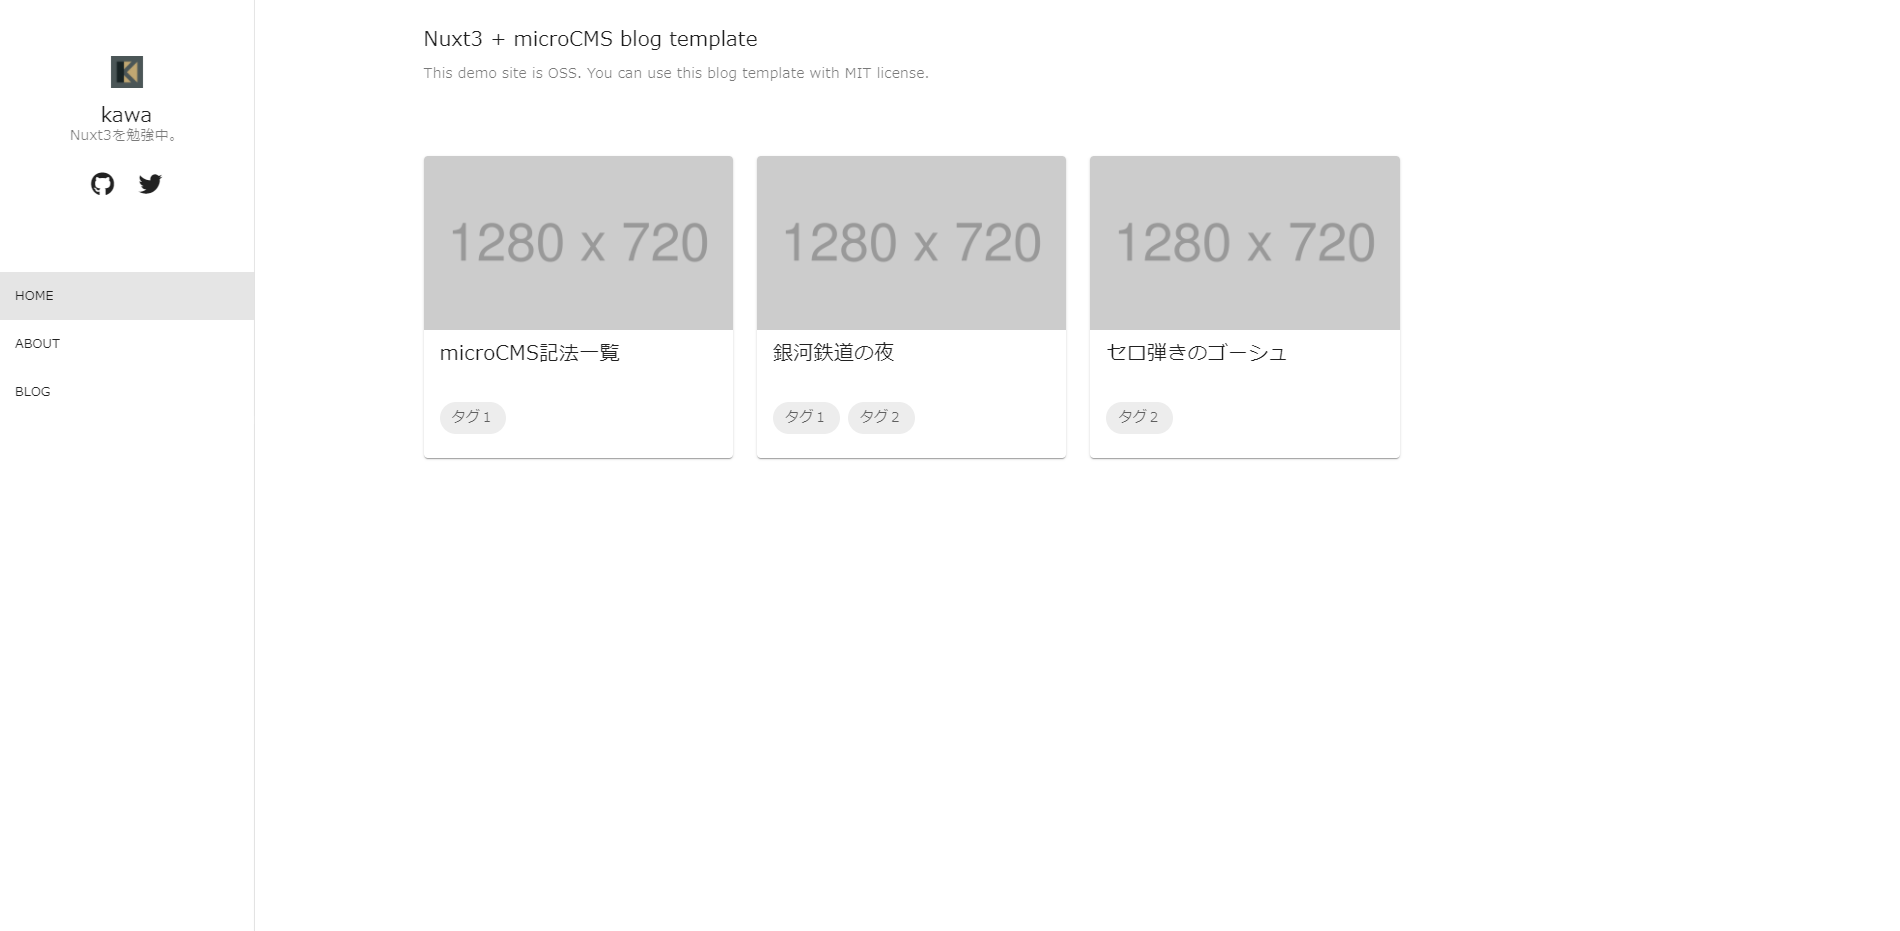 kawa
Nuxt3を勉強中。
HOME
ABOUT
BLOG
Nuxt3 + microCMS blog template
This demo site is OSS. You can use this blog template with MIT license.
1280 x 720
microCMS記法一覧
タグ1
1280 x 720
銀河鉄道の夜
タグ1 タグ2
1280 x 720
セロ弾きのゴーシュ
タグ2